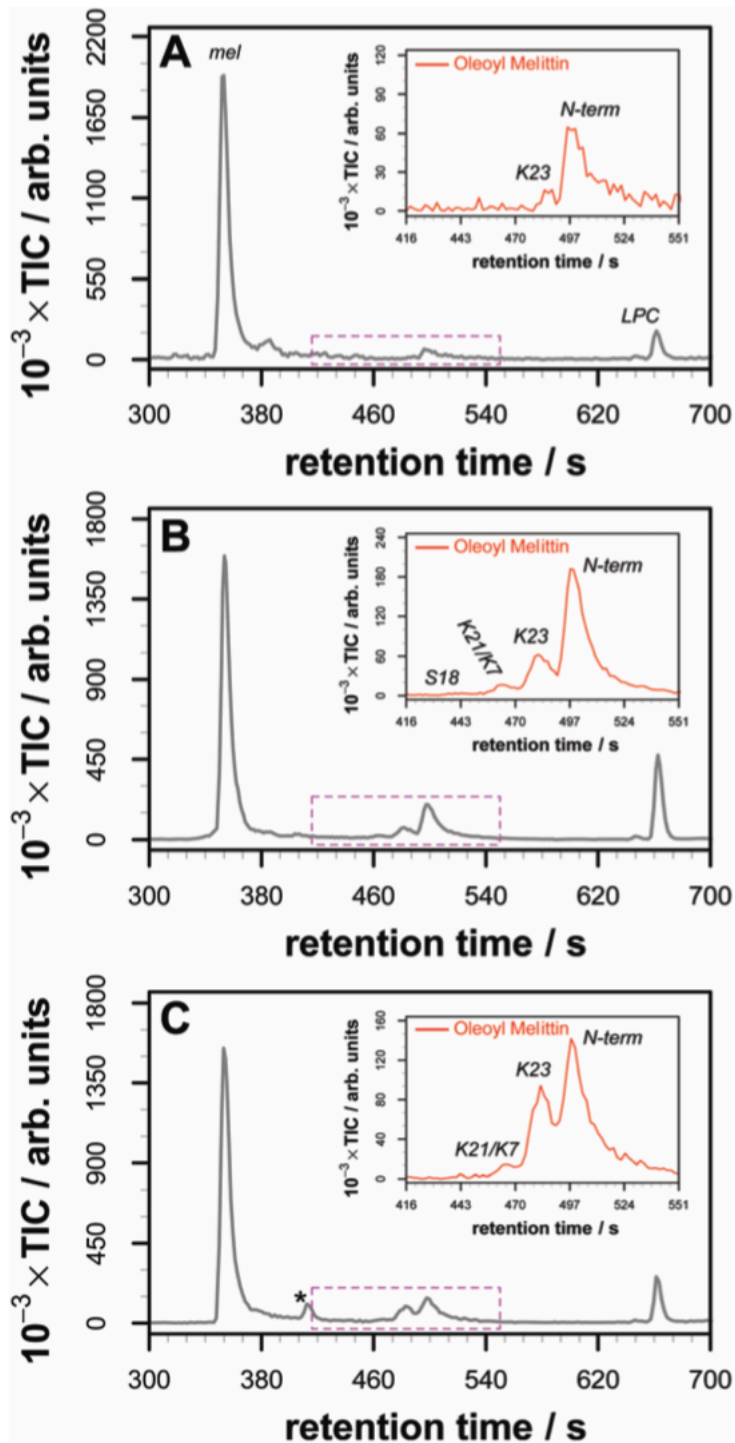 A
mel
LPC
2200
1650
1100
550
0
10⁻³ × TIC / arb. units
300 380 460 540 620 700
retention time / s
Oleoyl Melittin
N-term
K23
120
90
60
30
0
10⁻³ × TIC / arb. units
416 443 470 497 524 551
retention time / s
B
1800
1350
900
450
0
10⁻³ × TIC / arb. units
300 380 460 540 620 700
retention time / s
Oleoyl Melittin
N-term
K23
K21/K7
S18
240
180
120
60
0
10⁻³ × TIC / arb. units
416 443 470 497 524 551
retention time / s
C
*
1800
1350
900
450
0
10⁻³ × TIC / arb. units
300 380 460 540 620 700
retention time / s
Oleoyl Melittin
N-term
K23
K21/K7
160
120
80
40
0
10⁻³ × TIC / arb. units
416 443 470 497 524 551
retention time / s